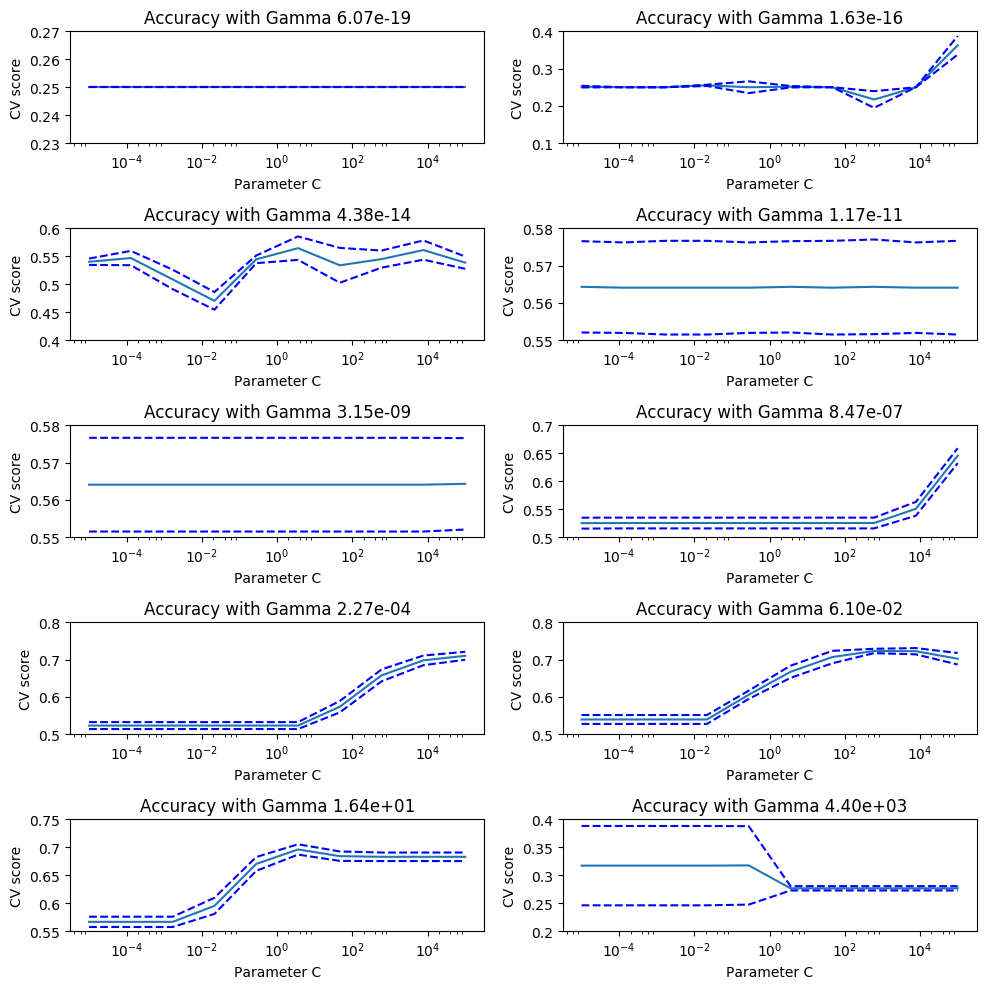 Accuracy with Gamma 6.07e-19
0.27
0.26
0.25
0.24
0.23
CV score
10^-4 10^-2 10^0 10^2 10^4
Parameter C
Accuracy with Gamma 1.63e-16
0.4
0.3
0.2
0.1
CV score
10^-4 10^-2 10^0 10^2 10^4
Parameter C
Accuracy with Gamma 4.38e-14
0.6
0.55
0.5
0.45
0.4
CV score
10^-4 10^-2 10^0 10^2 10^4
Parameter C
Accuracy with Gamma 1.17e-11
0.58
0.57
0.56
0.55
CV score
10^-4 10^-2 10^0 10^2 10^4
Parameter C
Accuracy with Gamma 3.15e-09
0.58
0.57
0.56
0.55
CV score
10^-4 10^-2 10^0 10^2 10^4
Parameter C
Accuracy with Gamma 8.47e-07
0.7
0.65
0.6
0.55
0.5
CV score
10^-4 10^-2 10^0 10^2 10^4
Parameter C
Accuracy with Gamma 2.27e-04
0.8
0.7
0.6
0.5
CV score
10^-4 10^-2 10^0 10^2 10^4
Parameter C
Accuracy with Gamma 6.10e-02
0.8
0.7
0.6
0.5
CV score
10^-4 10^-2 10^0 10^2 10^4
Parameter C
Accuracy with Gamma 1.64e+01
0.75
0.7
0.65
0.6
0.55
CV score
10^-4 10^-2 10^0 10^2 10^4
Parameter C
Accuracy with Gamma 4.40e+03
0.4
0.35
0.3
0.25
0.2
CV score
10^-4 10^-2 10^0 10^2 10^4
Parameter C